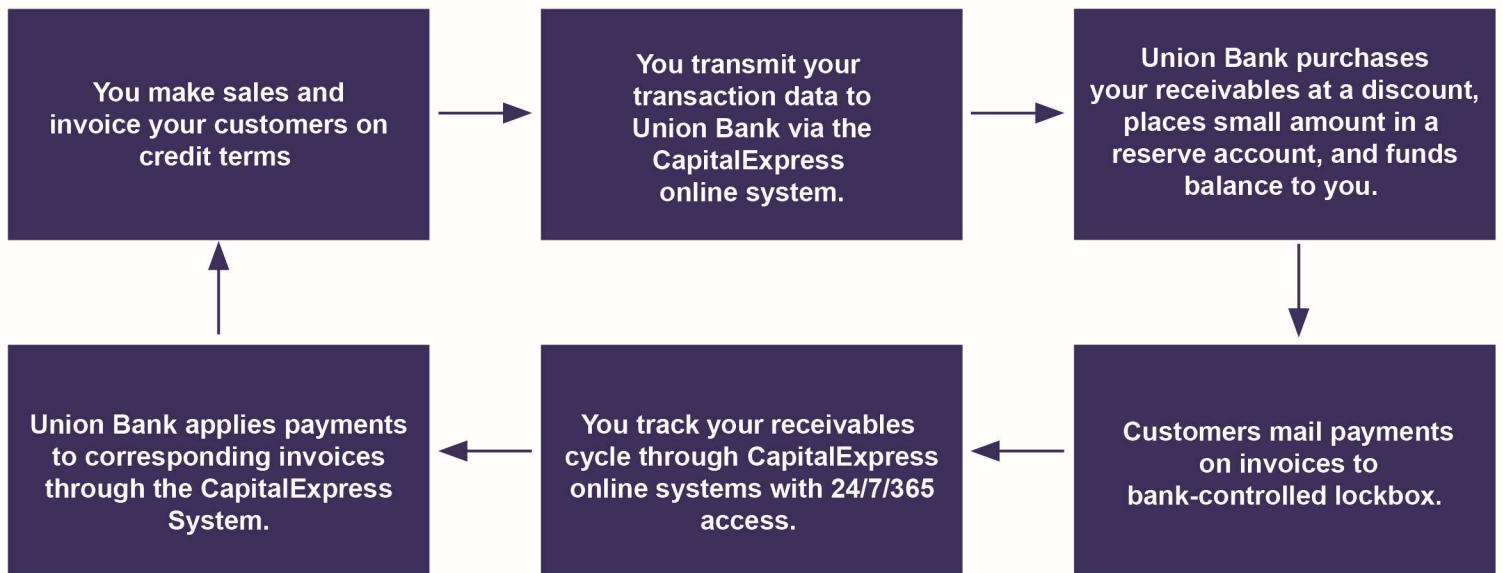 You make sales and
invoice your customers on
credit terms
You transmit your
transaction data to
Union Bank via the
CapitalExpress
online system.
Union Bank purchases
your receivables at a discount,
places small amount in a
reserve account, and funds
balance to you.
Customers mail payments
on invoices to
bank-controlled lockbox.
You track your receivables
cycle through CapitalExpress
online systems with 24/7/365
access.
Union Bank applies payments
to corresponding invoices
through the CapitalExpress
System.